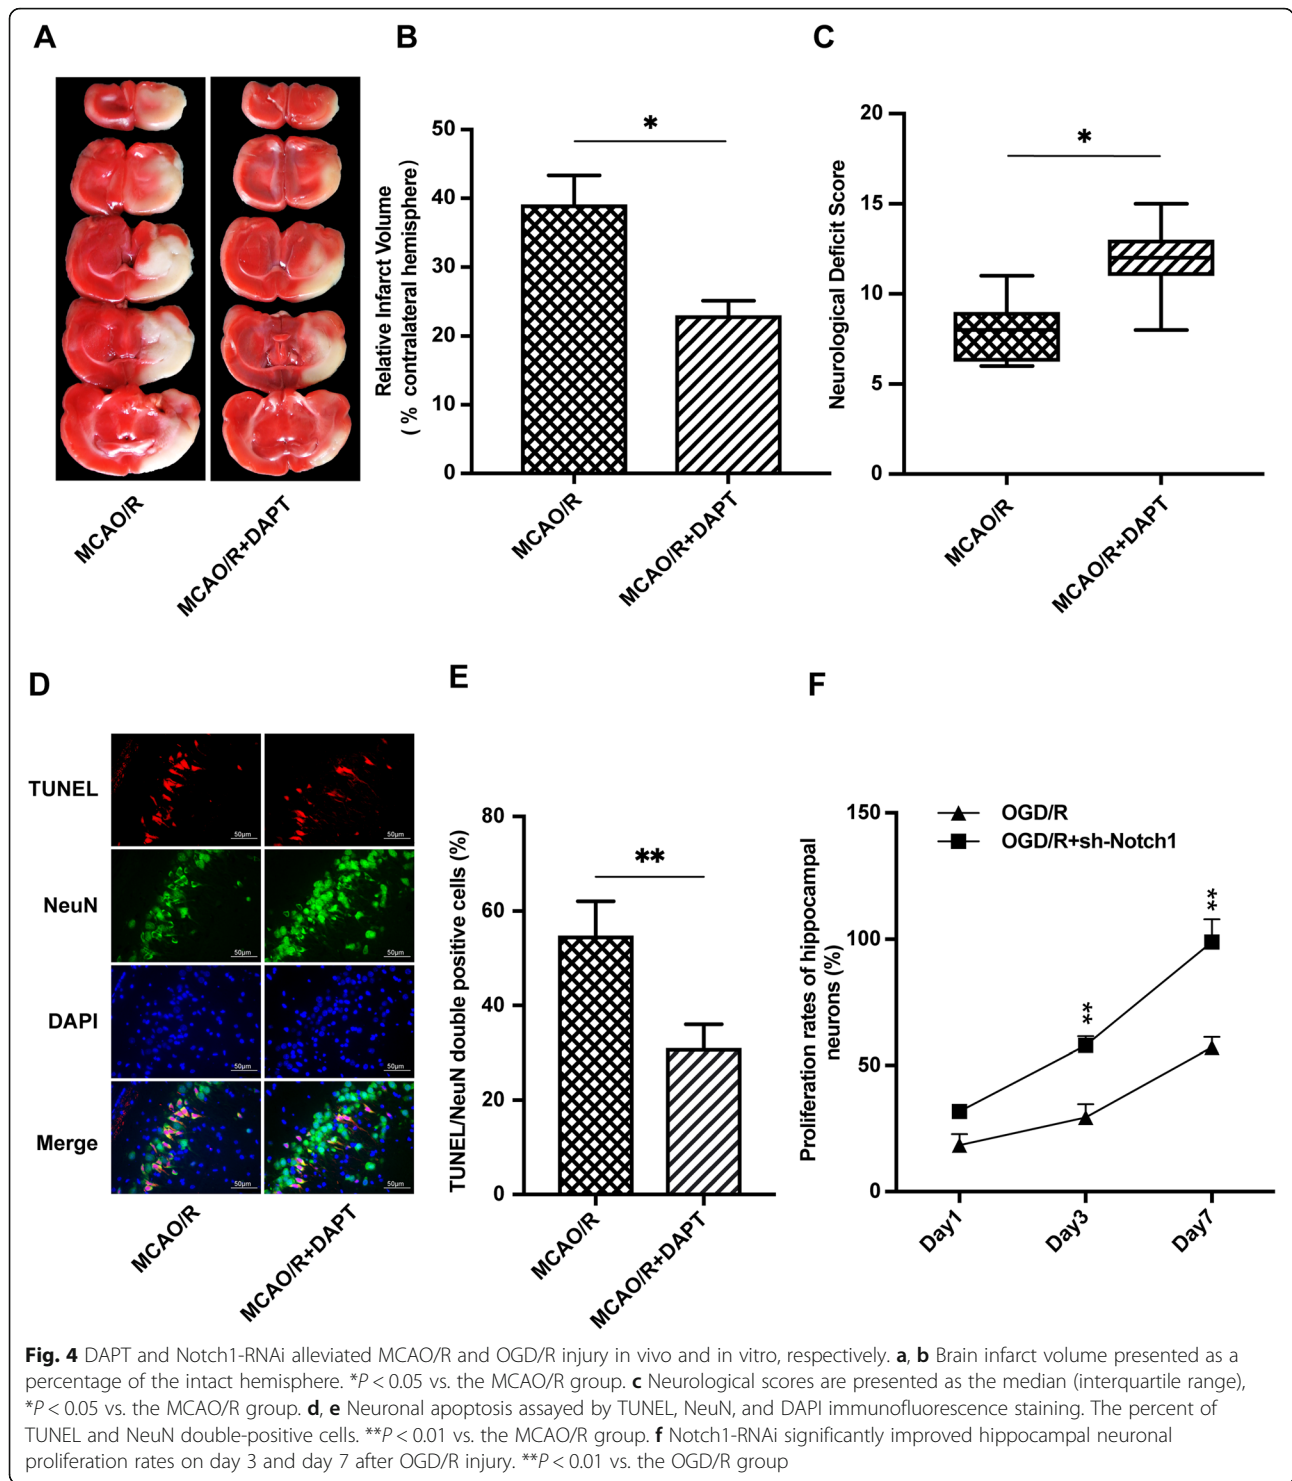 A
B
C
MCAO/R
MCAO/R+DAPT
Relative Infarct Volume
( % contralateral hemisphere)
50
40
30
20
10
0
*
MCAO/R
MCAO/R+DAPT
Neurological Deficit Score
20
15
10
5
0
*
MCAO/R
MCAO/R+DAPT
D
E
F
TUNEL
50μm
50μm
NeuN
50μm
50μm
DAPI
50μm
50μm
Merge
50μm
50μm
MCAO/R
MCAO/R+DAPT
TUNEL/NeuN double positive cells (%)
80
60
40
20
0
**
MCAO/R
MCAO/R+DAPT
Proliferation rates of hippocampal
neurons (%)
150
100
50
0
OGD/R
OGD/R+sh-Notch1
**
**
Day1
Day3
Day7
Fig. 4 DAPT and Notch1-RNAi alleviated MCAO/R and OGD/R injury in vivo and in vitro, respectively. a, b Brain infarct volume presented as a
percentage of the intact hemisphere. *P < 0.05 vs. the MCAO/R group. c Neurological scores are presented as the median (interquartile range),
*P < 0.05 vs. the MCAO/R group. d, e Neuronal apoptosis assayed by TUNEL, NeuN, and DAPI immunofluorescence staining. The percent of
TUNEL and NeuN double-positive cells. **P < 0.01 vs. the MCAO/R group. f Notch1-RNAi significantly improved hippocampal neuronal
proliferation rates on day 3 and day 7 after OGD/R injury. **P < 0.01 vs. the OGD/R group